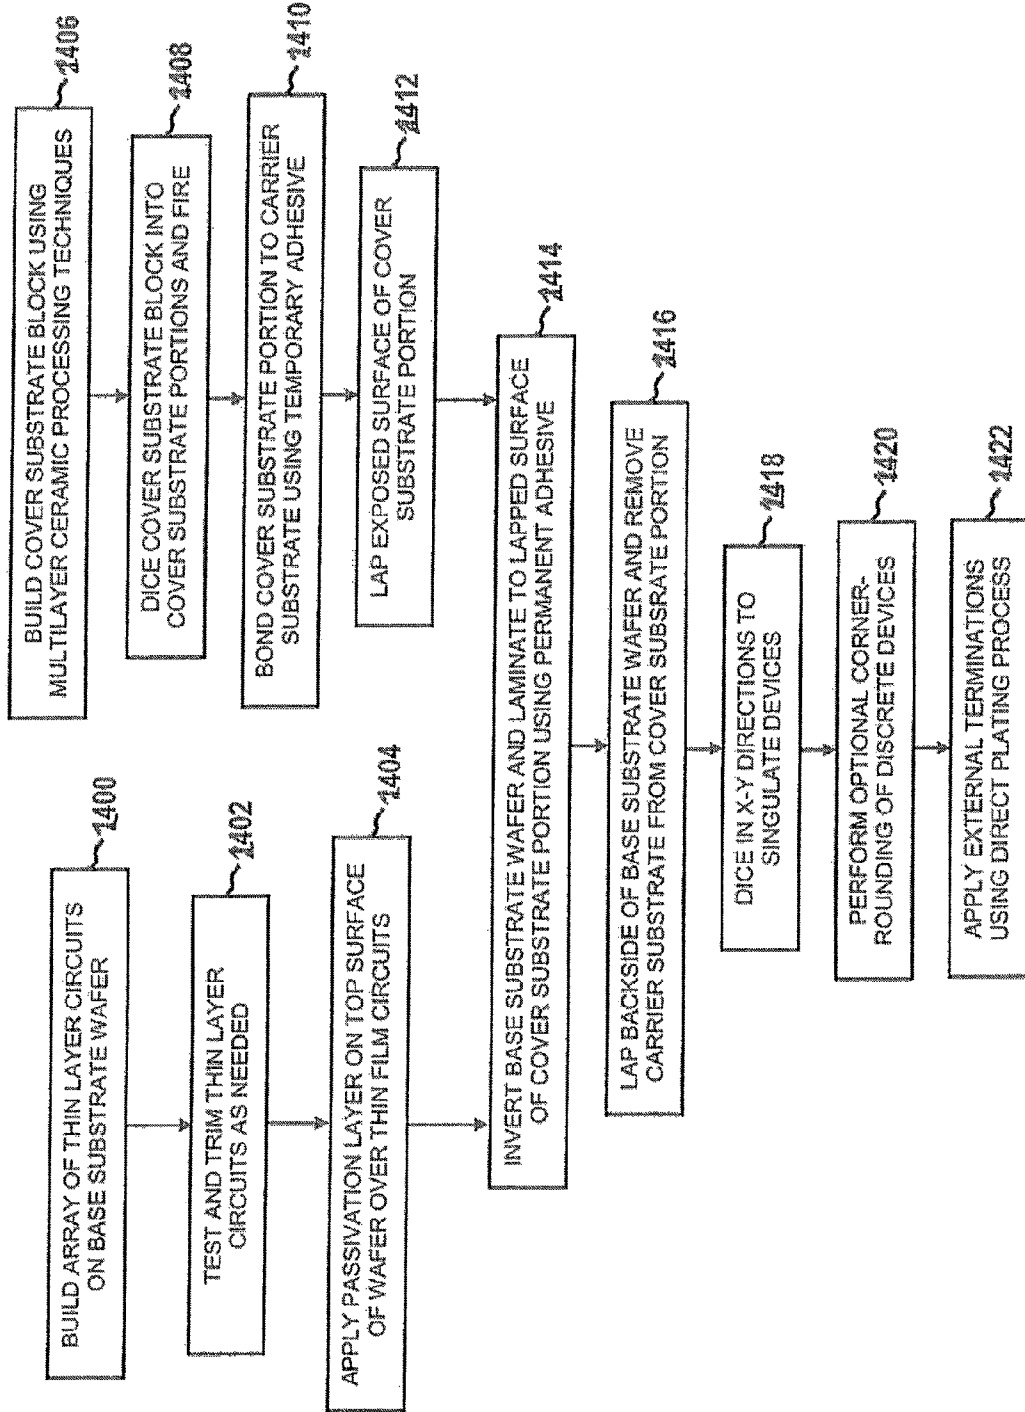 BUILD ARRAY OF THIN LAYER CIRCUITS
ON BASE SUBSTRATE WAFER
1400
TEST AND TRIM THIN LAYER
CIRCUITS AS NEEDED
1402
APPLY PASSIVATION LAYER ON TOP SURFACE
OF WAFER OVER THIN FILM CIRCUITS
1404
BUILD COVER SUBSTRATE BLOCK USING
MULTILAYER CERAMIC PROCESSING TECHNIQUES
1406
DICE COVER SUBSTRATE BLOCK INTO
COVER SUBSTRATE PORTIONS AND FIRE
1408
BOND COVER SUBSTRATE PORTION TO CARRIER
SUBSTRATE USING TEMPORARY ADHESIVE
1410
LAP EXPOSED SURFACE OF COVER
SUBSTRATE PORTION
1412
INVERT BASE SUBSTRATE WAFER AND LAMINATE TO LAPPED SURFACE
OF COVER SUBSTRATE PORTION USING PERMANENT ADHESIVE
1414
LAP BACKSIDE OF BASE SUBSTRATE WAFER AND REMOVE
CARRIER SUBSTRATE FROM COVER SUBSRATE PORTION
1416
DICE IN X-Y DIRECTIONS TO
SINGULATE DEVICES
1418
PERFORM OPTIONAL CORNER-
ROUNDING OF DISCRETE DEVICES
1420
APPLY EXTERNAL TERMINATIONS
USING DIRECT PLATING PROCESS
1422